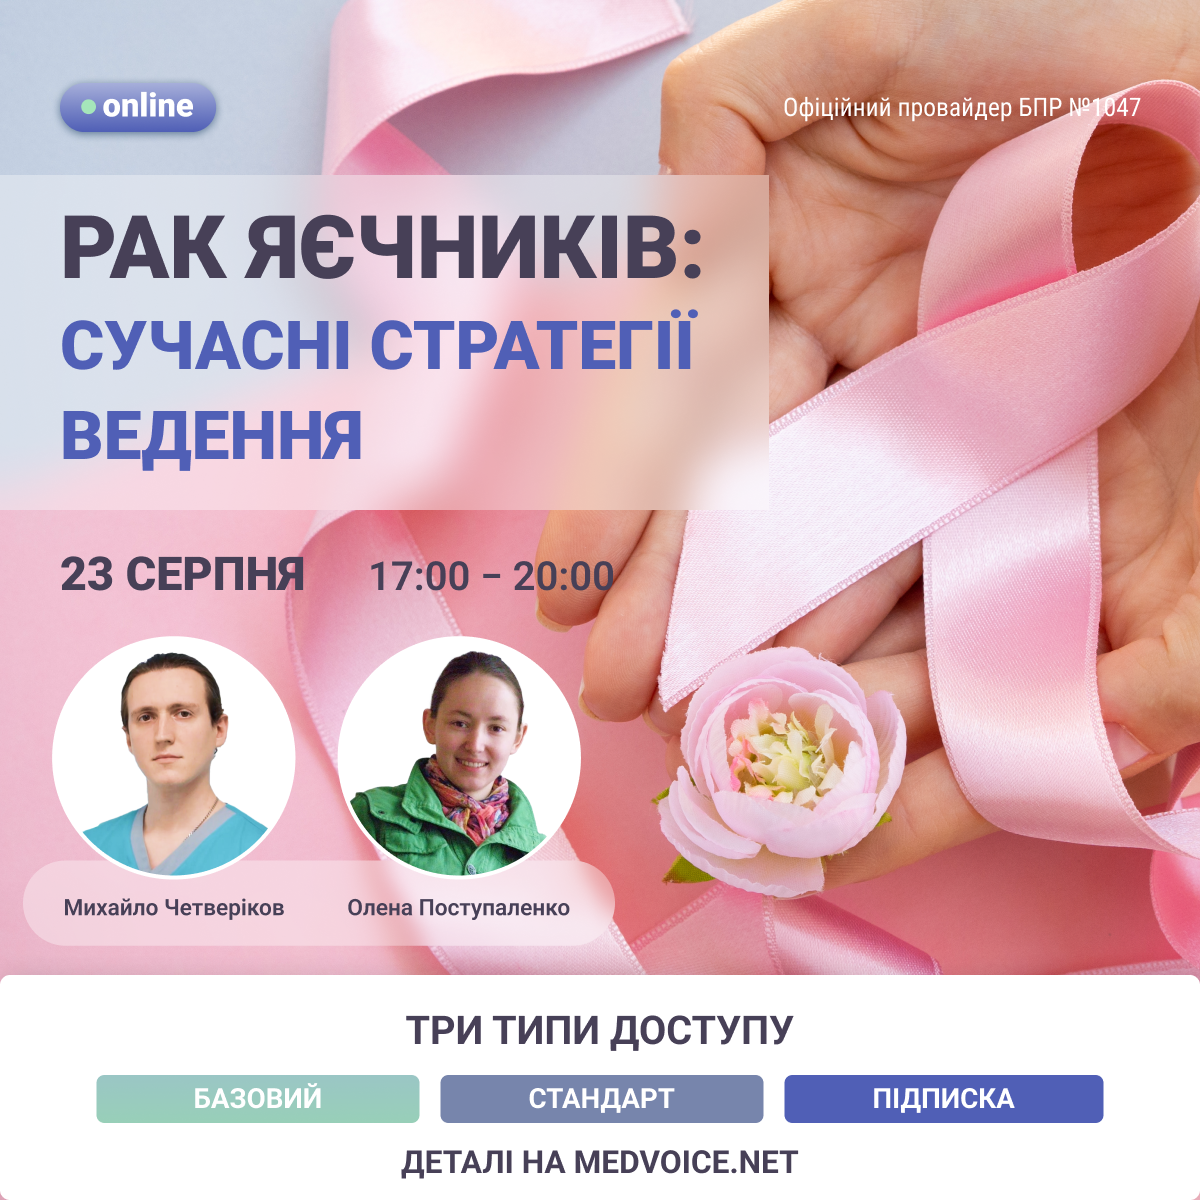 online
Офіційний провайдер БПР №1047
РАК ЯЄЧНИКІВ:
СУЧАСНІ СТРАТЕГІЇ
ВЕДЕННЯ
23 СЕРПНЯ 17:00 – 20:00
Михайло Четверіков Олена Поступаленко
ТРИ ТИПИ ДОСТУПУ
БАЗОВИЙ СТАНДАРТ ПІДПИСКА
ДЕТАЛІ НА MEDVOICE.NET